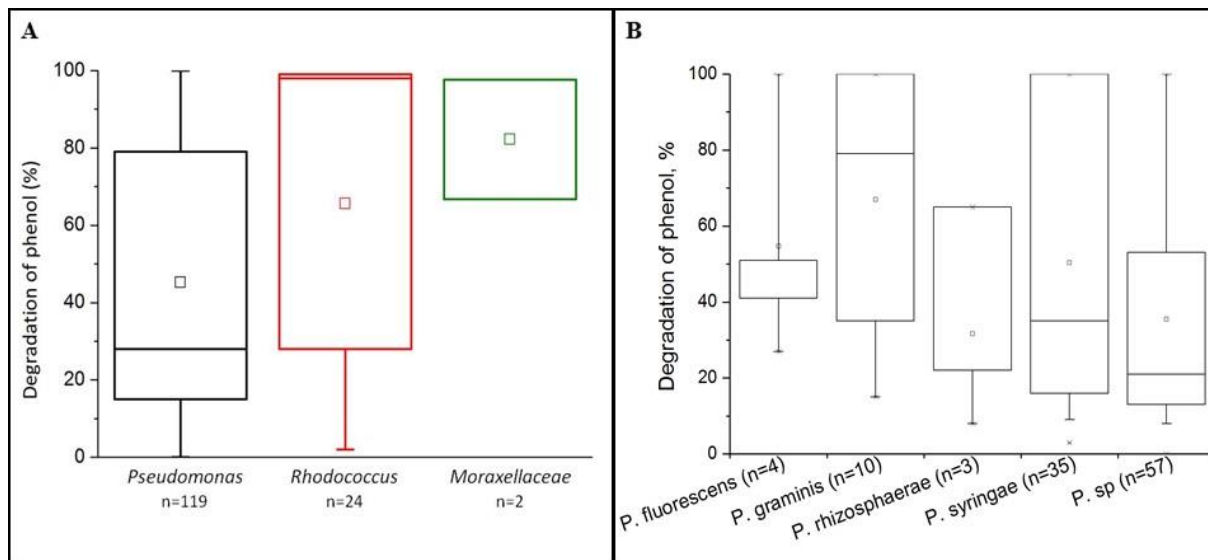 A
Degradation of phenol (%)
100
80
60
40
20
0
Pseudomonas
n=119
Rhodococcus
n=24
Moraxellaceae
n=2
B
Degradation of phenol, %
100
80
60
40
20
0
P. fluorescens (n=4)
P. graminis (n=10)
P. rhizosphaerae (n=3)
P. syringae (n=35)
P. sp (n=57)